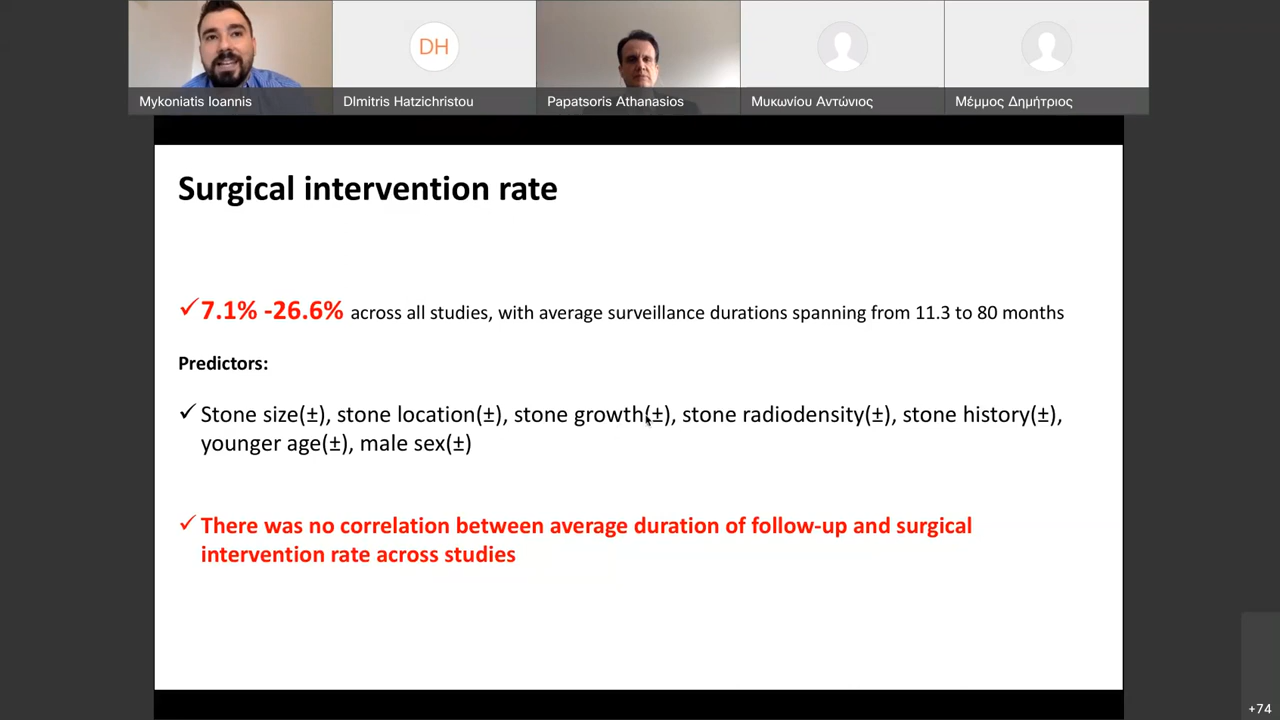 DH
Mykoniatis Ioannis
DImitris Hatzichristou
Papatsoris Athanasios
Μυκωνίου Αντώνιος
Μέμμος Δημήτριος
Surgical intervention rate
✓7.1% -26.6% across all studies, with average surveillance durations spanning from 11.3 to 80 months
Predictors:
✓ Stone size(±), stone location(±), stone growth(±), stone radiodensity(±), stone history(±),
younger age(±), male sex(±)
✓ There was no correlation between average duration of follow-up and surgical
intervention rate across studies
+74